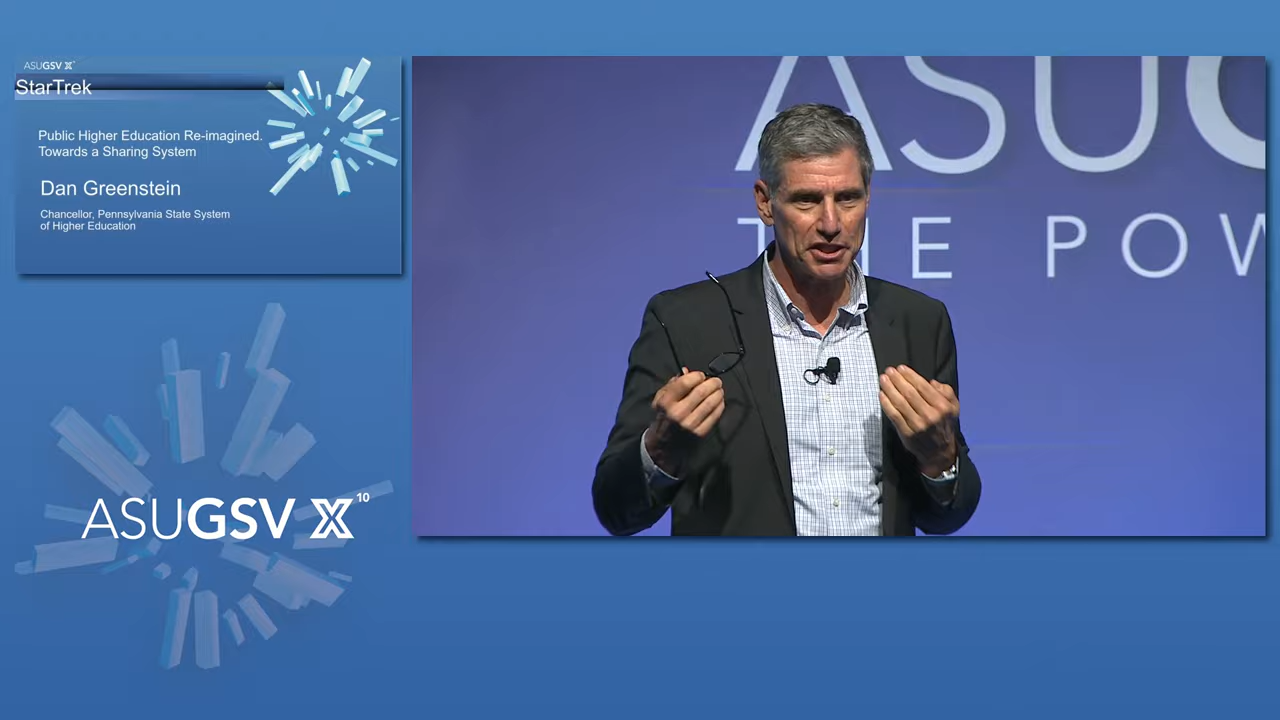 ASUGSV X
StarTrek
Public Higher Education Re-imagined.
Towards a Sharing System
Dan Greenstein
Chancellor, Pennsylvania State System
of Higher Education
ASUGSV X 10
ASUG
THE POW